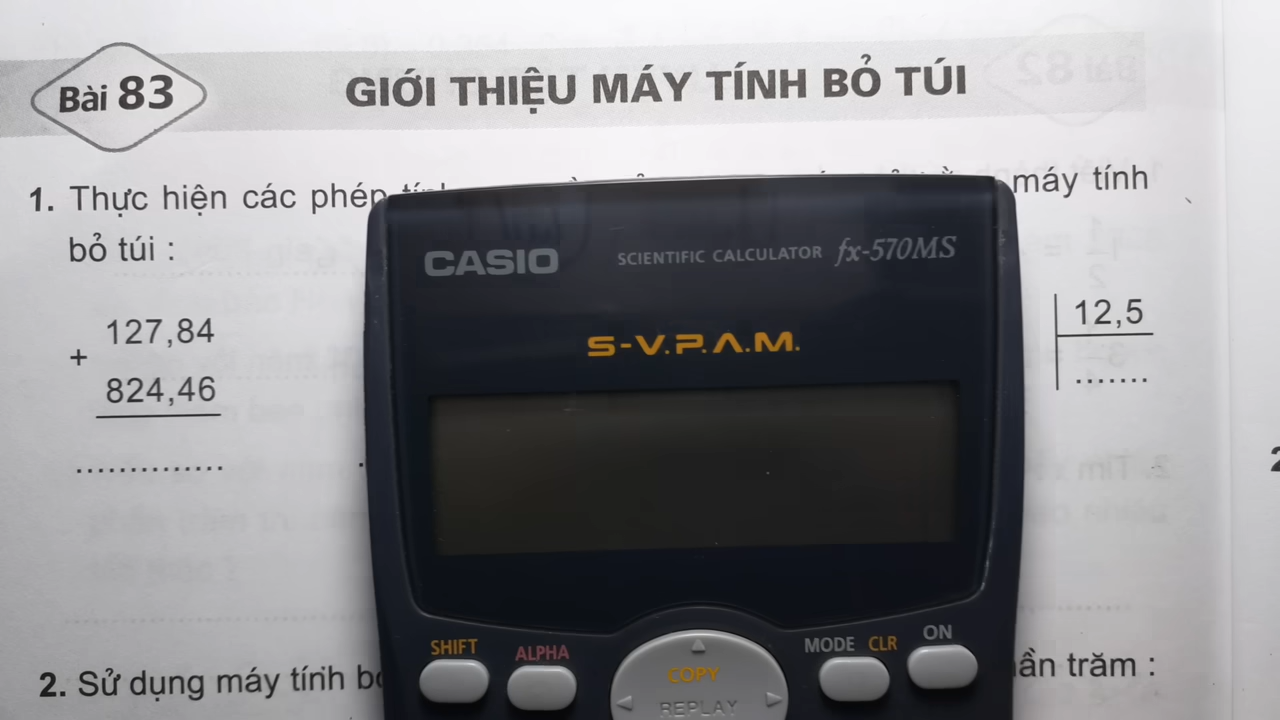 Bài 83
GIỚI THIỆU MÁY TÍNH BỎ TÚI
1. Thực hiện các phép máy tính
bỏ túi :
CASIO SCIENTIFIC CALCULATOR fx-570MS
S-V.P.A.M.
127,84
+
824,46
..............
12,5
.......
SHIFT ALPHA MODE CLR ON
COPY
REPLAY
2. Sử dụng máy tính trăm :